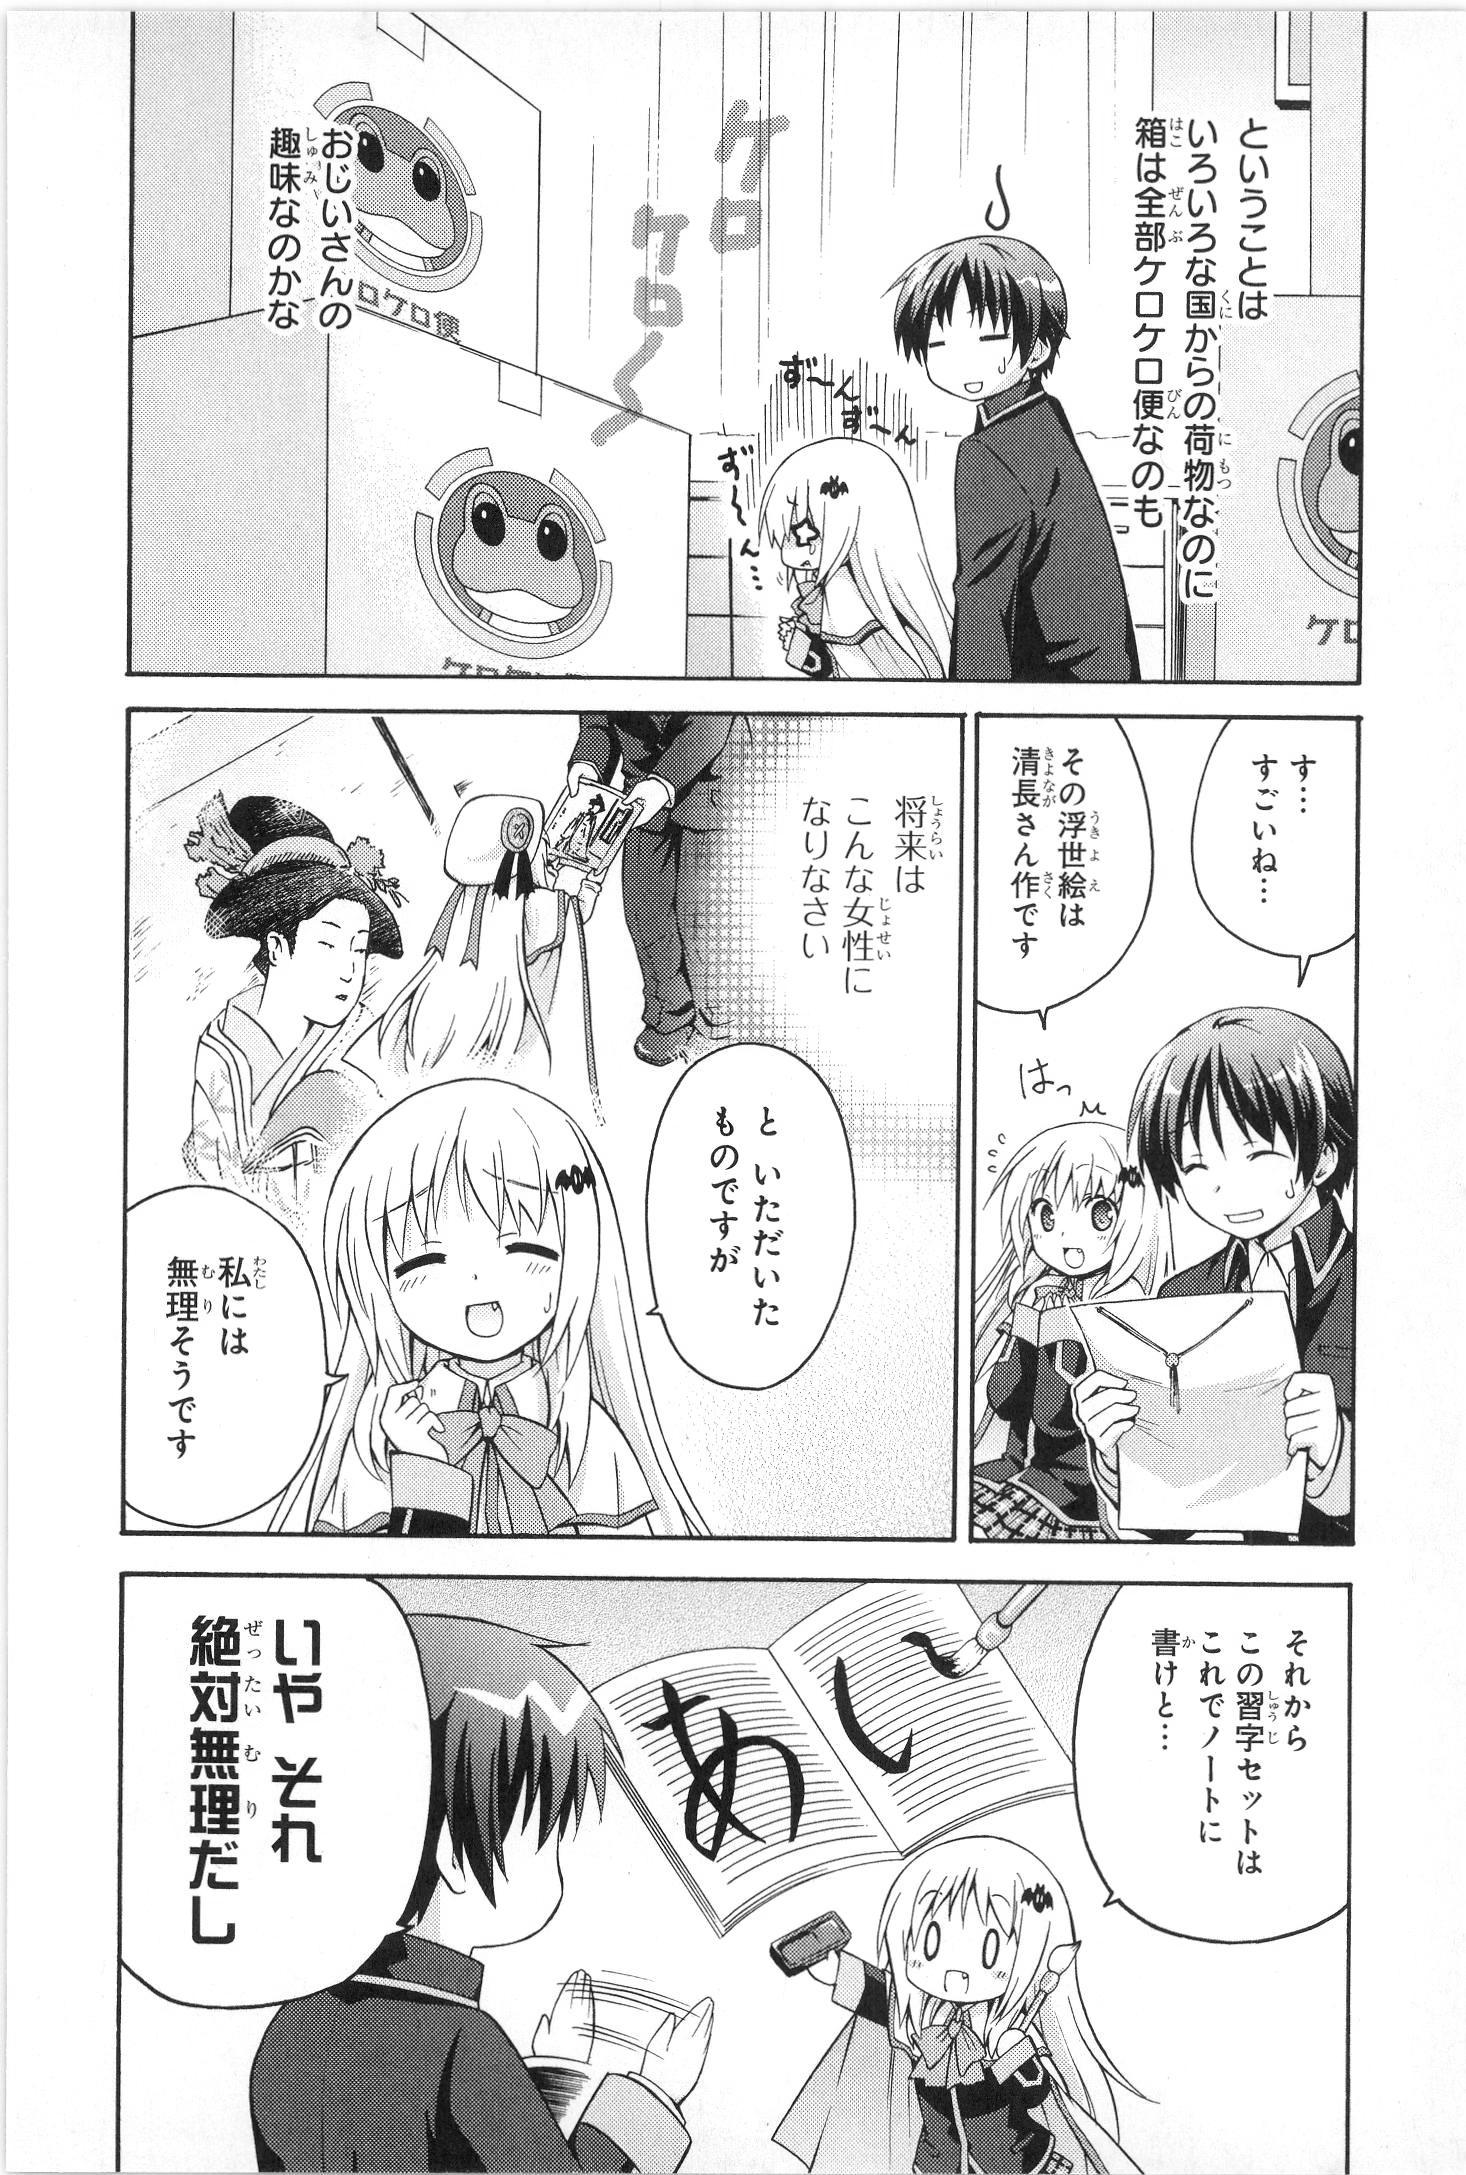 ということは
いろいろな国からの荷物なのに
箱は全部ケロケロ便なのも
おじいさんの
趣味なのかな
ケロ
ケロ〜
ず〜ん
ず〜ん
ず〜ん…
ロケロ便
ケロケロ
ケロ
す…
すごいね…
その浮世絵は
清長さん作です
はっ
将来は
こんな女性に
なりなさい
と いただいた
ものですが
私には
無理そうです
それから
この習字セットは
これでノートに
書けと…
あ
い
いや それ
絶対無理だし